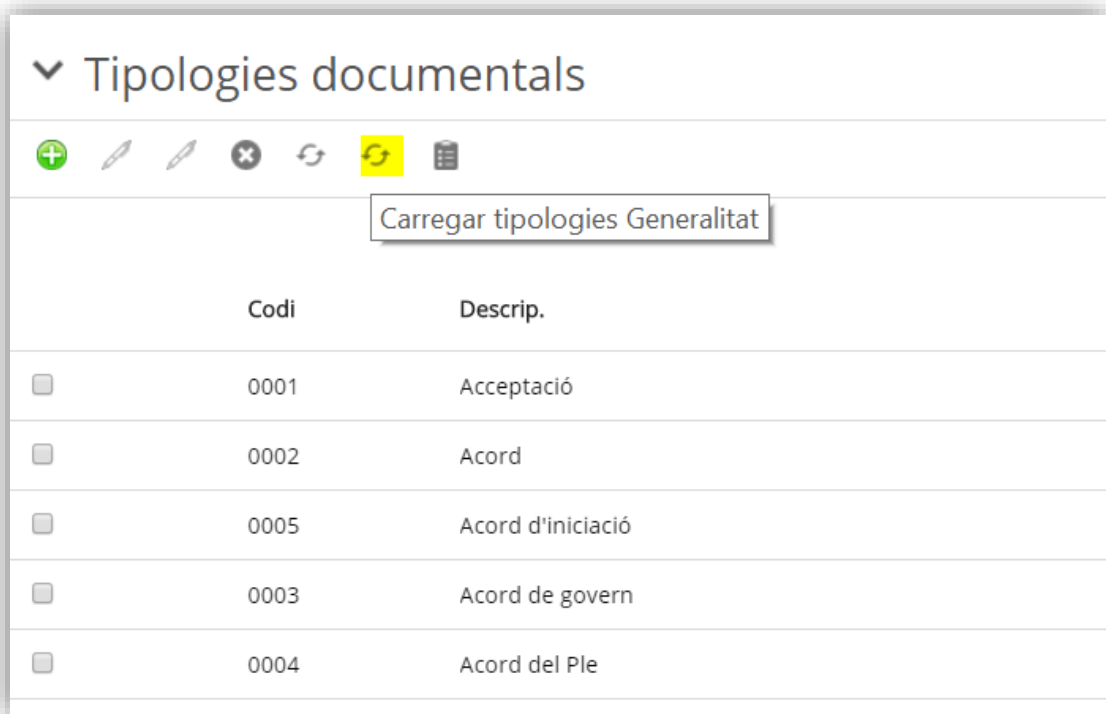 Tipologies documentals
Carregar tipologies Generalitat
Codi Descrip.
0001 Acceptació
0002 Acord
0005 Acord d'iniciació
0003 Acord de govern
0004 Acord del Ple